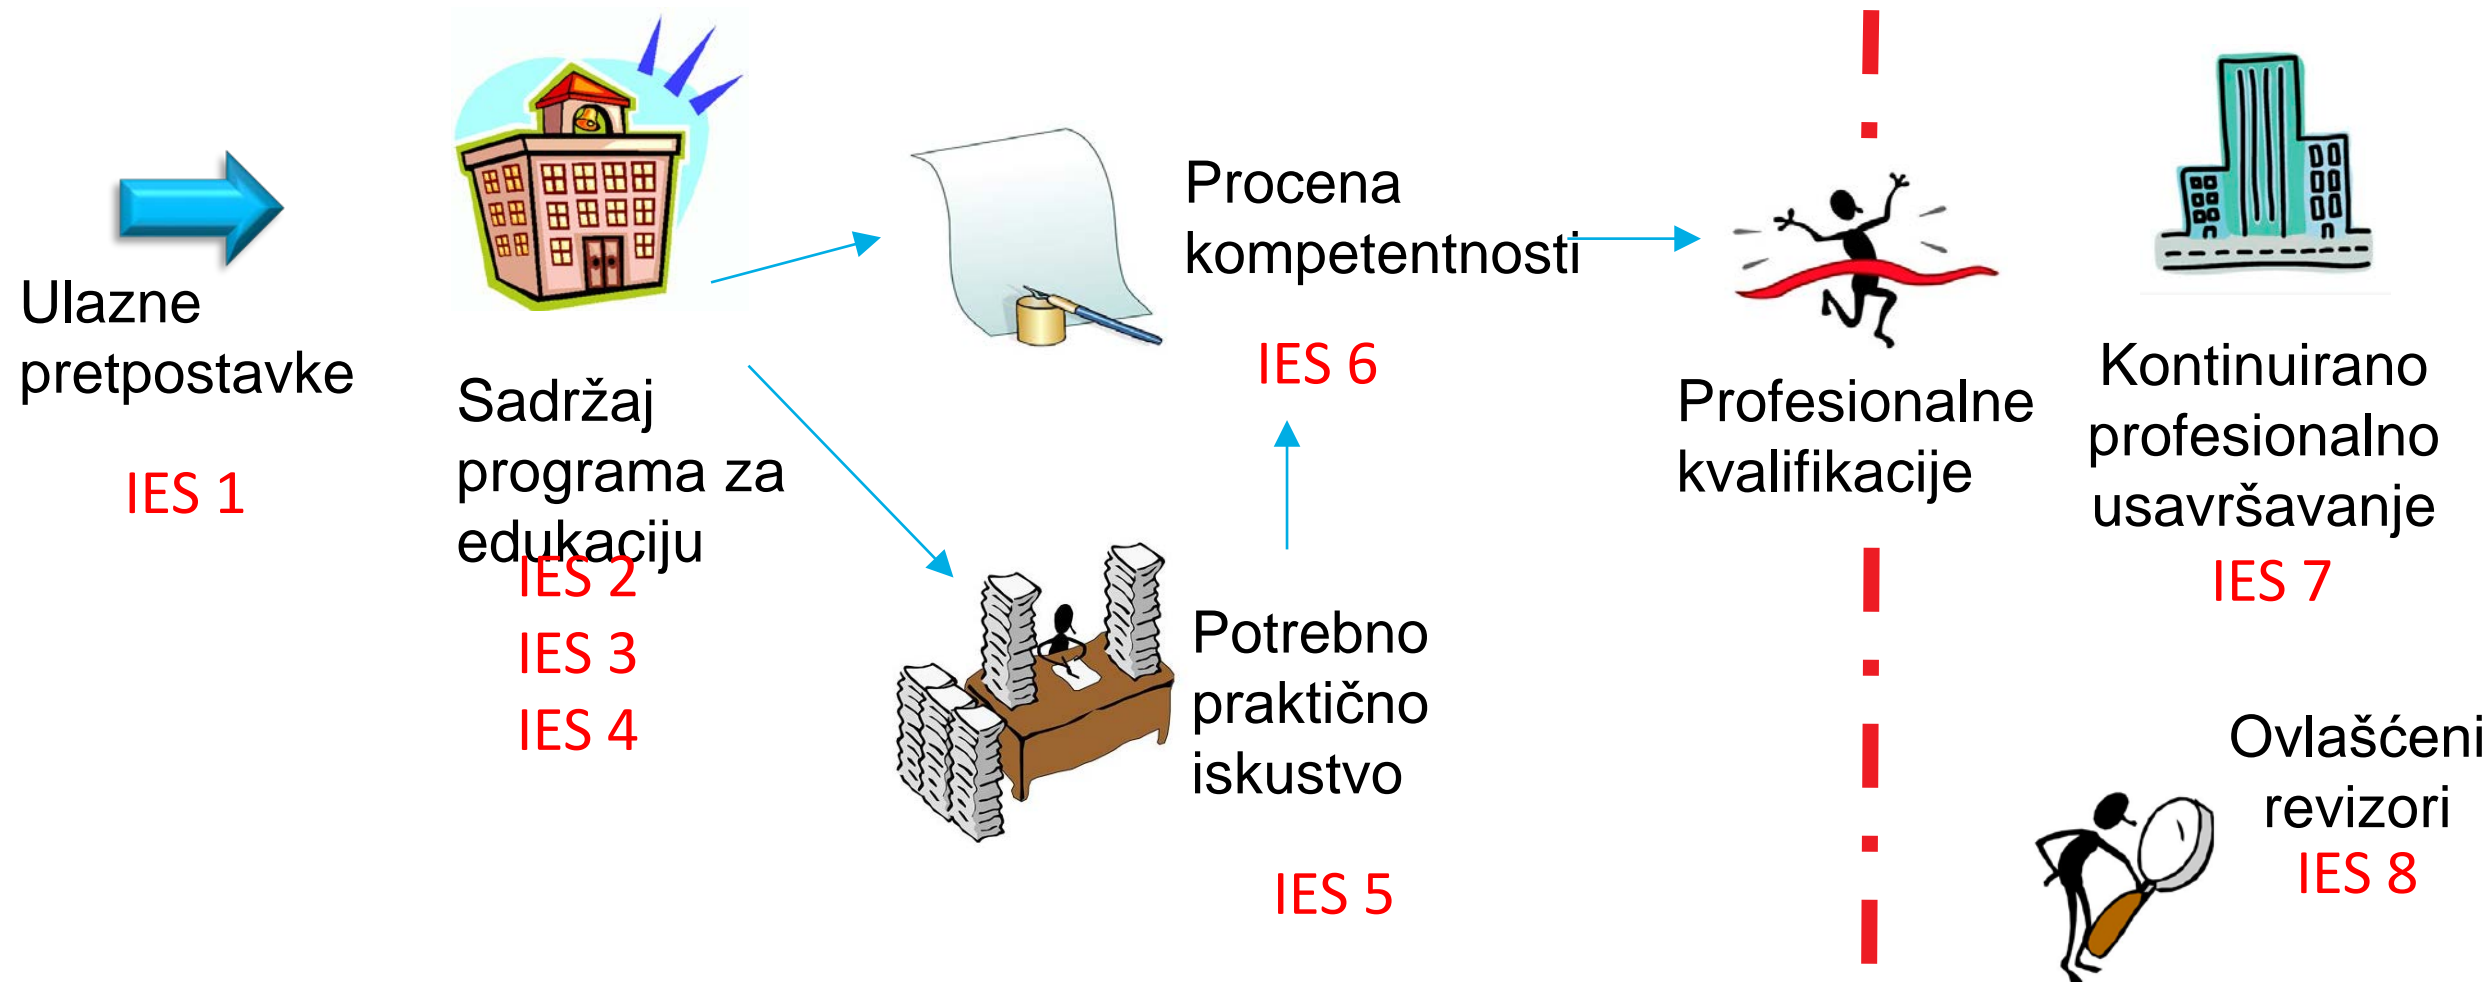 Ulazne
pretpostavke
IES 1
Sadržaj
programa za
edukaciju
IES 2
IES 3
IES 4
Procena
kompetentnosti
IES 6
Potrebno
praktično
iskustvo
IES 5
Profesionalne
kvalifikacije
Kontinuirano
profesionalno
usavršavanje
IES 7
Ovlašćeni
revizori
IES 8